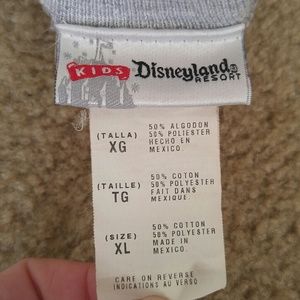 KIDS
Disneyland®
RESORT
(TALLA)
XG
50% ALGODON
50% POLIESTER
HECHO EN
MEXICO.
(TAILLE)
TG
50% COTON
50% POLYESTER
FAIT DANS
MEXIQUE.
(SIZE)
XL
50% COTTON
50% POLYESTER
MADE IN
MEXICO.
CARE ON REVERSE
INDICATIONS AU VERSO